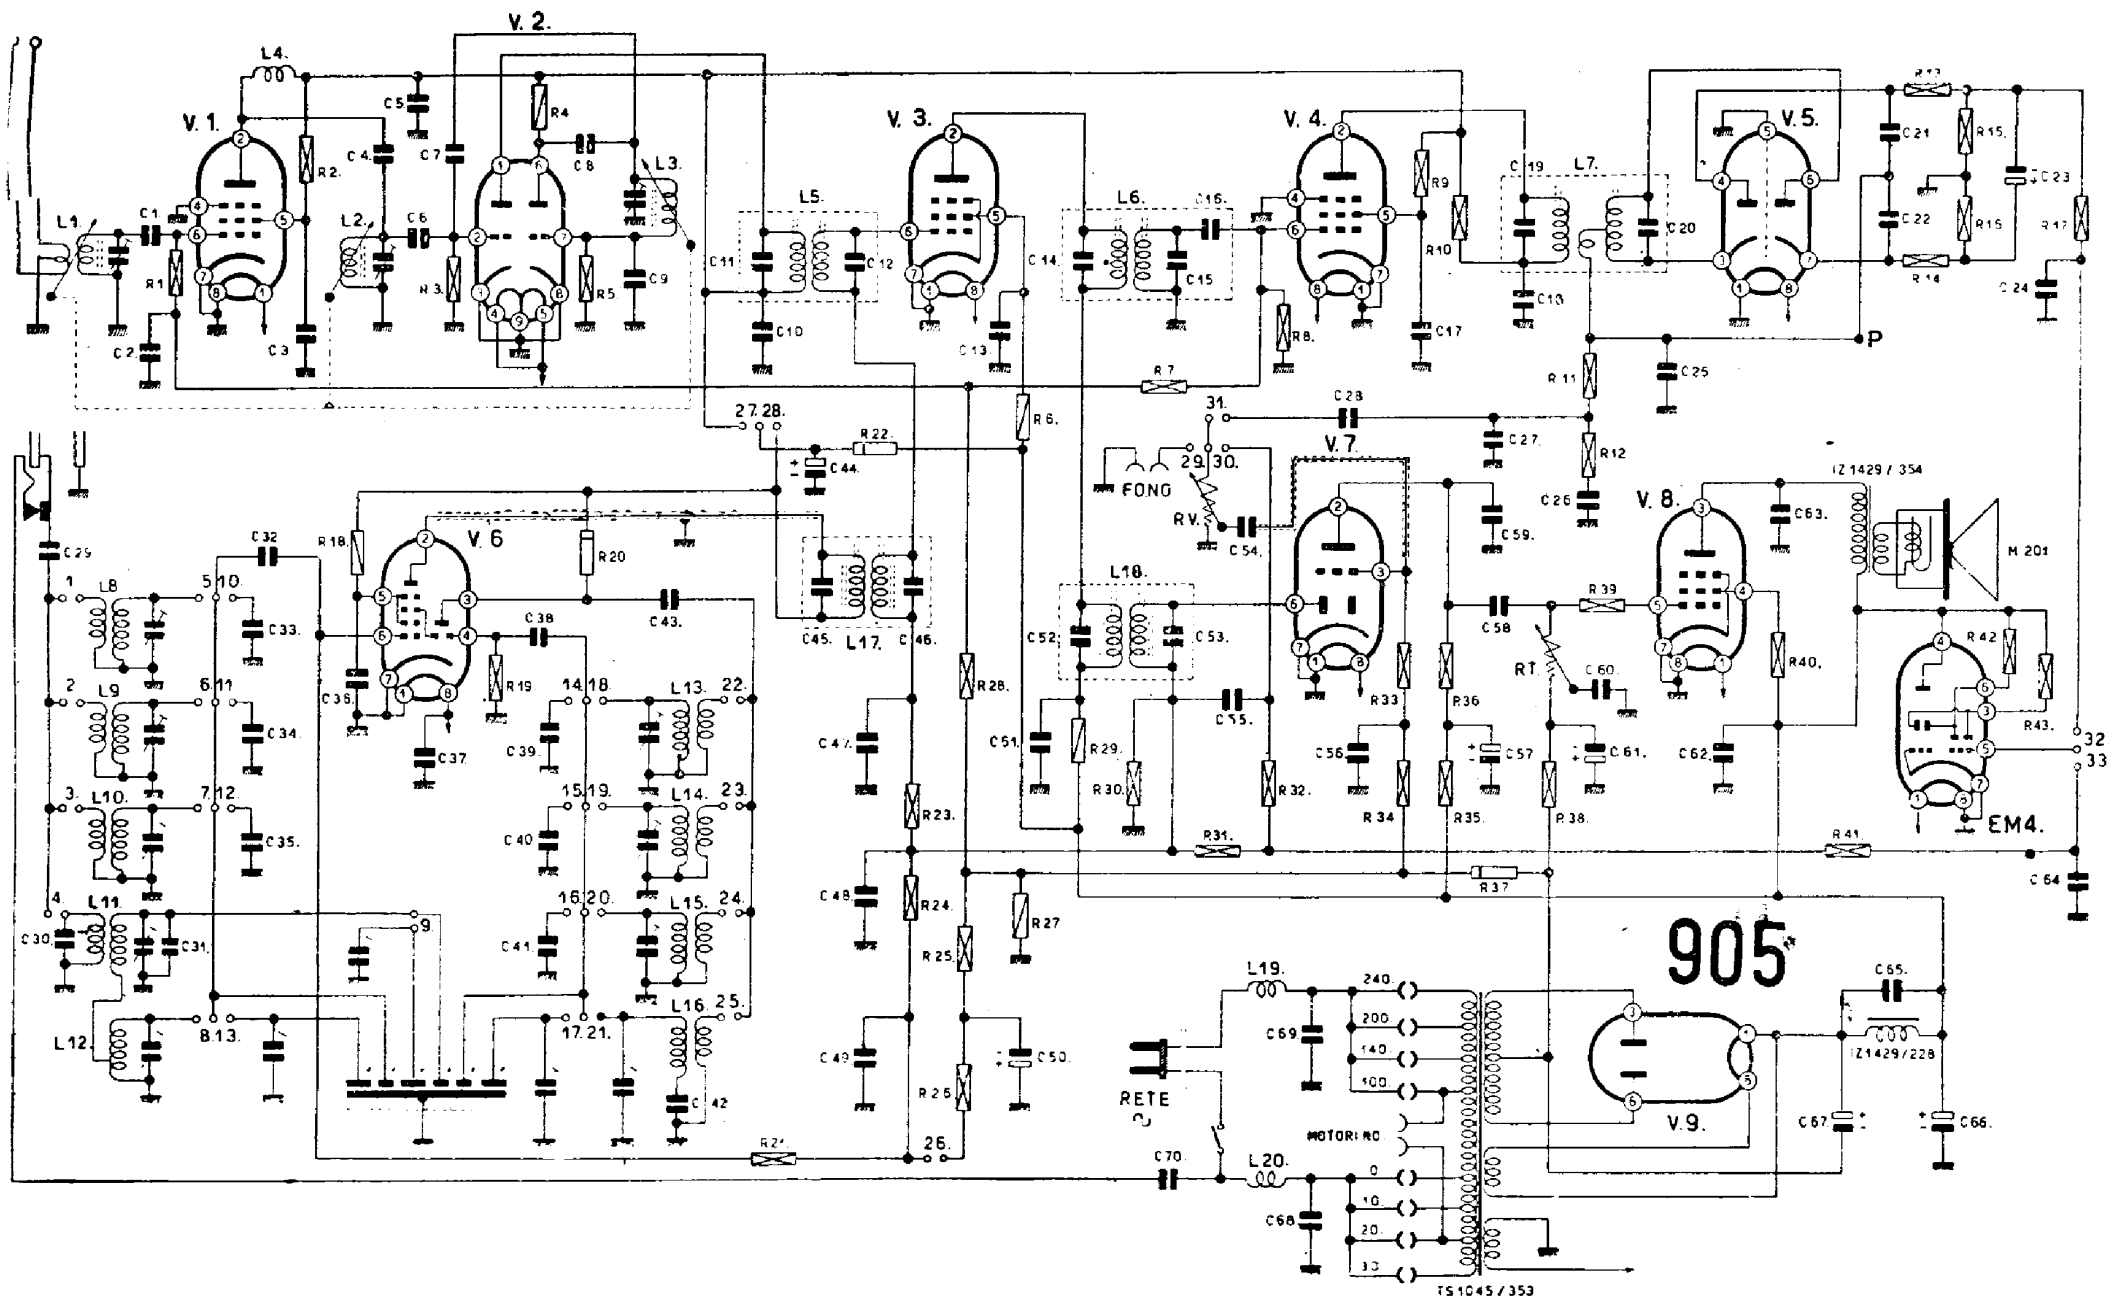 V. 2.
L4.
C5.
R4
V. 1.
R2.
C4
C7
C8
L3.
V. 3.
V. 4.
V. 5.
R13
C21
R15.
C23
L1.
C1
R1
C2.
C3
L2.
C6
R3.
R5.
C9
L5.
C11
C12
C10
C13.
L6.
C14.
C16.
C15
R8.
R9
R10
C17
C19
L7.
C20
C18
C22
R16
R14
R17
C24
P
R7
R11
C25
27. 28.
R22.
C44.
R6.
31.
C28
C27.
R12
C26
29. 30.
FONO
RV.
C54.
V. 7
C59.
V. 8.
C63.
IZ1429 / 354
M 201
C29
C32
R18.
V. 6
R20
1
L8
5. 10.
C33.
C36.
C38
C43.
R19.
C37.
C45.
L17.
C46.
L18.
C52.
C53.
C58
R39
RT.
C60.
R40.
R42
R43.
2
L9
6. 11
C34.
14. 18.
L13.
22.
C39.
C47.
R28.
C51.
R29.
R30.
C55.
R32.
R33
C56.
R34
R36
C57
R35.
C61.
R38.
C62.
32
33
EM4.
3.
L10.
7. 12.
C35.
15. 19.
L14.
23.
C40
R23.
R31.
R41.
C64
4.
L11.
C30.
C31.
9.
16. 20.
L15.
24.
C41.
C48.
R24.
R27
R25.
R37
905
L12.
8. 13.
17. 21.
L16.
25.
C42
C49.
C50.
R26
R21.
26.
L19.
C69.
240.
200.
140.
100.
RETE
MOTORINO.
C70.
L20.
C68.
0
10.
20.
30
TS1045 / 353
V. 9.
C65.
IZ1429/228
C67.
C66.